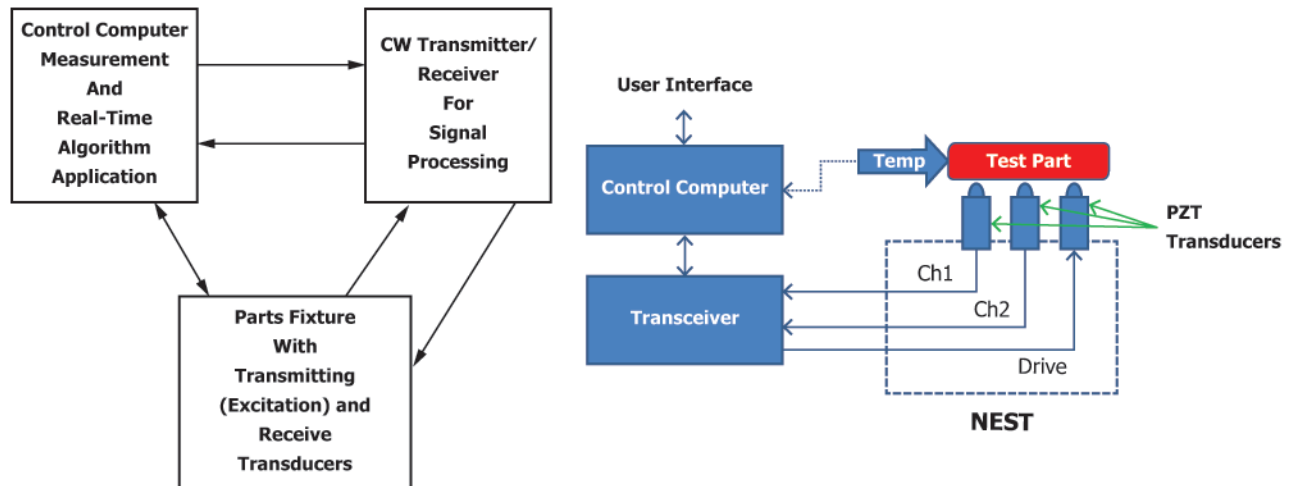 Control Computer
Measurement
And
Real-Time
Algorithm
Application
CW Transmitter/
Receiver
For
Signal
Processing
Parts Fixture
With
Transmitting
(Excitation) and
Receive
Transducers
User Interface
Control Computer
Temp
Test Part
PZT
Transducers
Transceiver
Ch1
Ch2
Drive
NEST